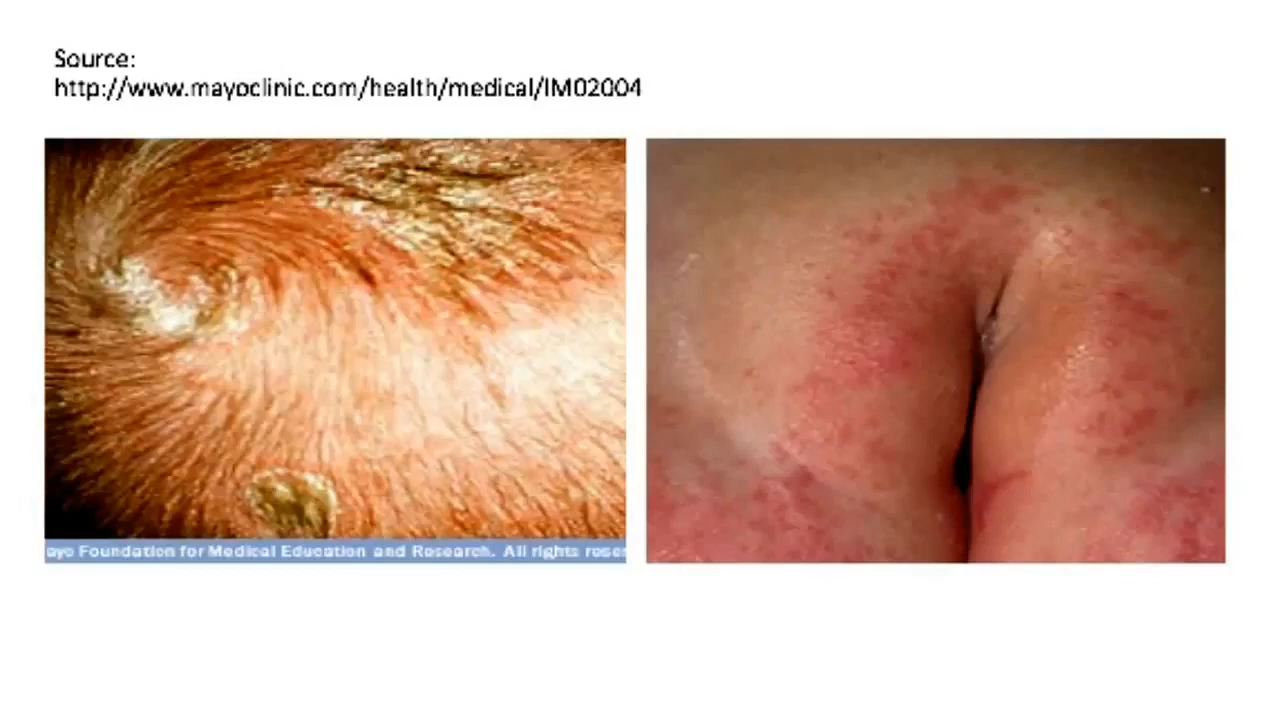 Source:
http://www.mayoclinic.com/health/medical/IM02004
ayo Foundation for Medical Education and Research. All rights reser